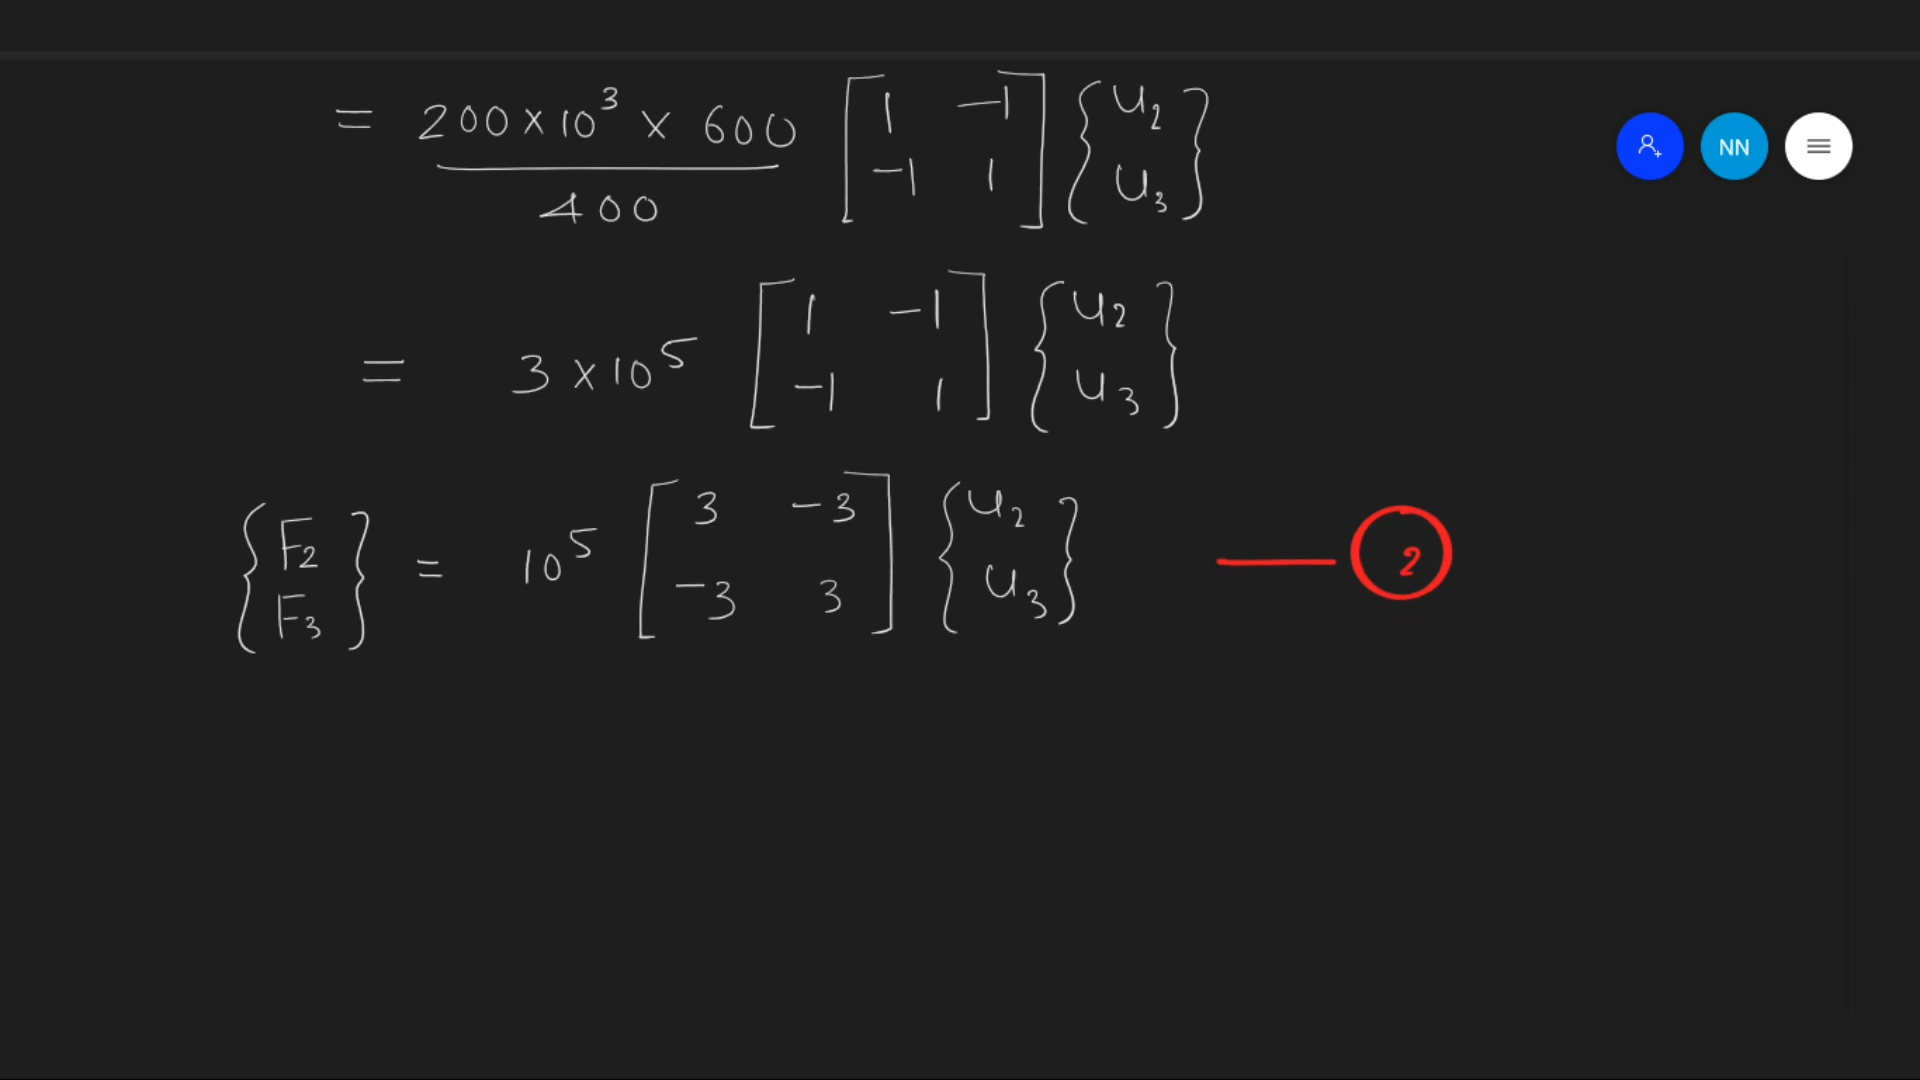 = 200×10³ × 600 / 400 [1 -1; -1 1] {u₂; u₃}
NN
= 3×10⁵ [1 -1; -1 1] {u₂; u₃}
{F₂; F₃} = 10⁵ [3 -3; -3 3] {u₂; u₃} — ②